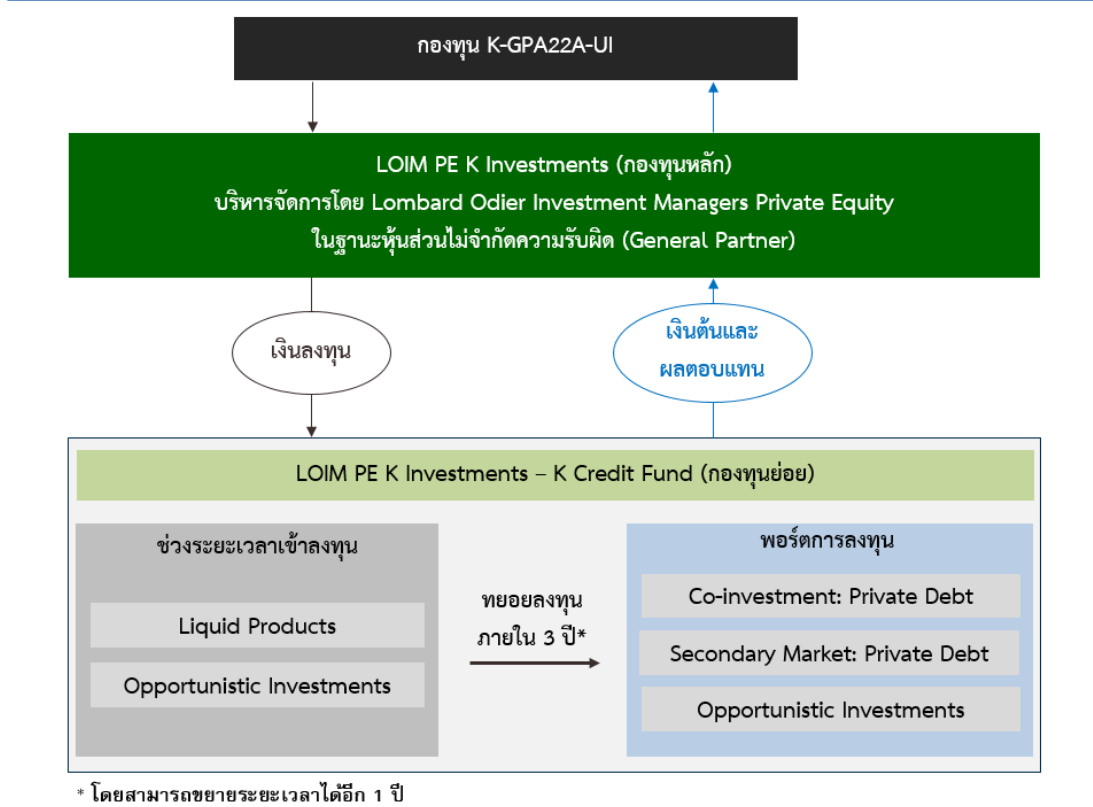 กองทุน K-GPA22A-UI
LOIM PE K Investments (กองทุนหลัก)
บริหารจัดการโดย Lombard Odier Investment Managers Private Equity
ในฐานะหุ้นส่วนไม่จำกัดความรับผิด (General Partner)
เงินลงทุน
เงินต้นและ
ผลตอบแทน
LOIM PE K Investments – K Credit Fund (กองทุนย่อย)
ช่วงระยะเวลาเข้าลงทุน
Liquid Products
Opportunistic Investments
ทยอยลงทุน
ภายใน 3 ปี*
พอร์ตการลงทุน
Co-investment: Private Debt
Secondary Market: Private Debt
Opportunistic Investments
* โดยสามารถขยายระยะเวลาได้อีก 1 ปี